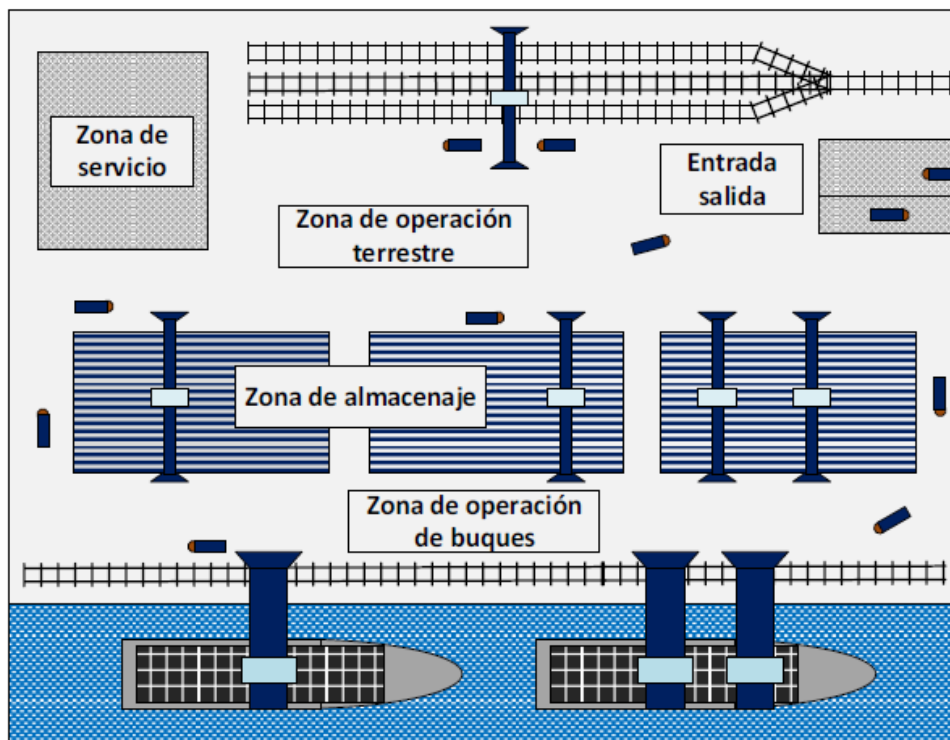 Zona de
servicio
Entrada
salida
Zona de operación
terrestre
Zona de almacenaje
Zona de operación
de buques